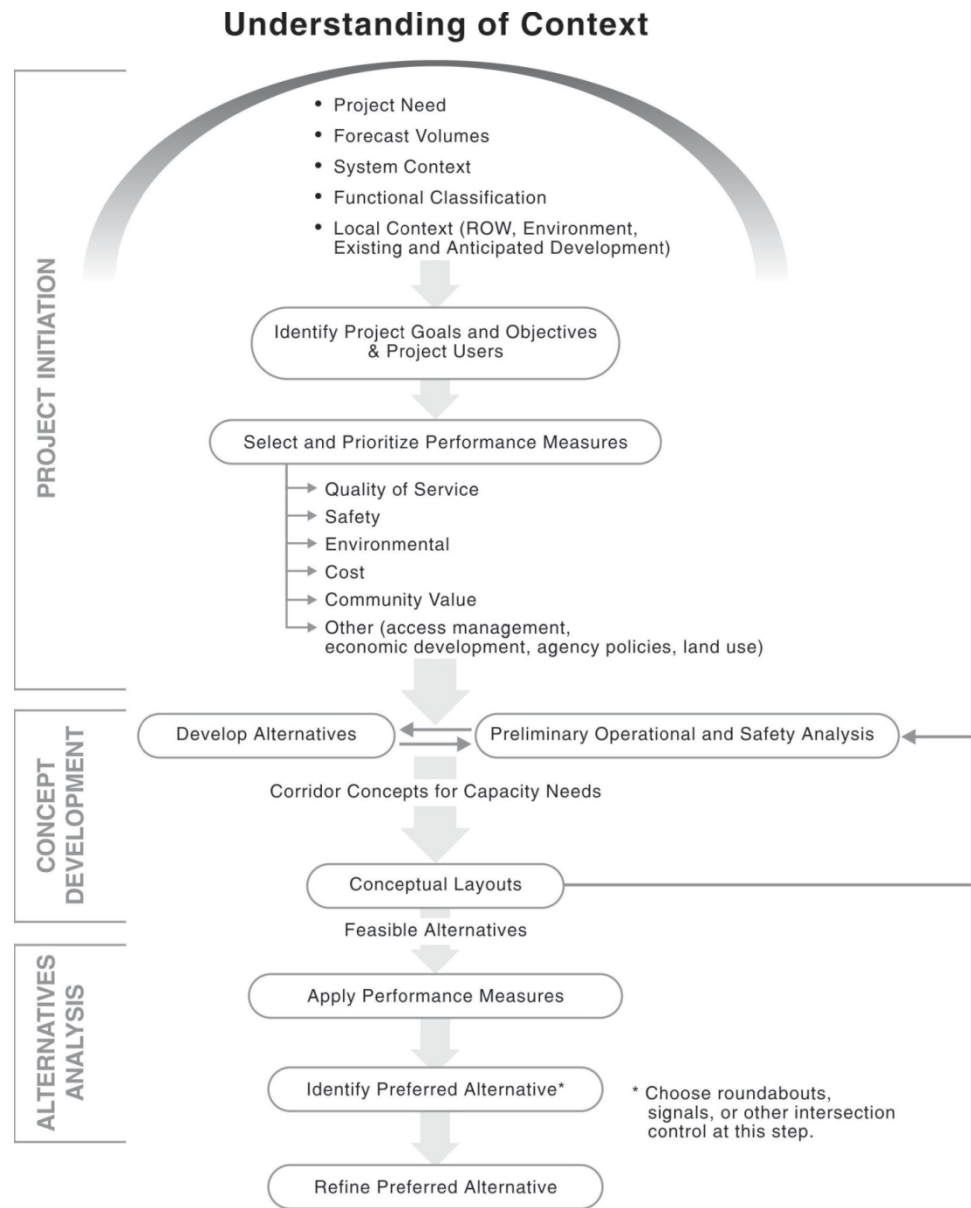 Understanding of Context
• Project Need
• Forecast Volumes
• System Context
• Functional Classification
• Local Context (ROW, Environment,
Existing and Anticipated Development)
PROJECT INITIATION
Identify Project Goals and Objectives
& Project Users
Select and Prioritize Performance Measures
Quality of Service
Safety
Environmental
Cost
Community Value
Other (access management,
economic development, agency policies, land use)
CONCEPT
DEVELOPMENT
Develop Alternatives
Preliminary Operational and Safety Analysis
Corridor Concepts for Capacity Needs
Conceptual Layouts
Feasible Alternatives
ALTERNATIVES
ANALYSIS
Apply Performance Measures
Identify Preferred Alternative*
* Choose roundabouts,
signals, or other intersection
control at this step.
Refine Preferred Alternative